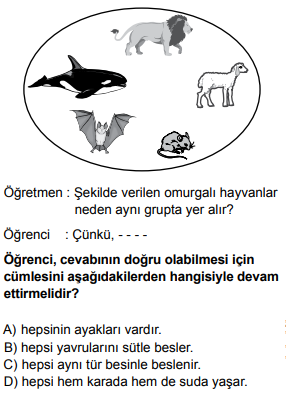 Öğretmen : Şekilde verilen omurgalı hayvanlar
neden aynı grupta yer alır?
Öğrenci : Çünkü, - - - -
Öğrenci, cevabının doğru olabilmesi için
cümlesini aşağıdakilerden hangisiyle devam
ettirmelidir?
A) hepsinin ayakları vardır.
B) hepsi yavrularını sütle besler.
C) hepsi aynı tür besinle beslenir.
D) hepsi hem karada hem de suda yaşar.